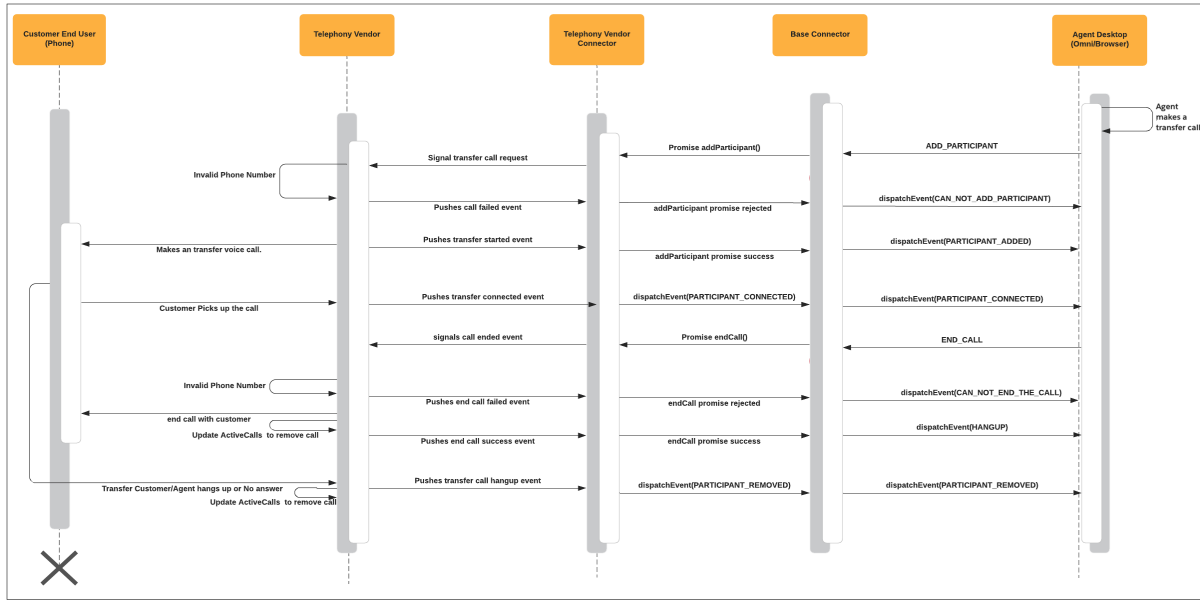 Customer End User
(Phone)
Telephony Vendor
Telephony Vendor
Connector
Base Connector
Agent Desktop
(Omni/Browser)
Agent
makes a
transfer call
ADD_PARTICIPANT
Promise addParticipant()
Signal transfer call request
Invalid Phone Number
Pushes call failed event
addParticipant promise rejected
dispatchEvent(CAN_NOT_ADD_PARTICIPANT)
Makes an transfer voice call.
Pushes transfer started event
addParticipant promise success
dispatchEvent(PARTICIPANT_ADDED)
Customer Picks up the call
Pushes transfer connected event
dispatchEvent(PARTICIPANT_CONNECTED)
dispatchEvent(PARTICIPANT_CONNECTED)
signals call ended event
Promise endCall()
END_CALL
Invalid Phone Number
Pushes end call failed event
endCall promise rejected
dispatchEvent(CAN_NOT_END_THE_CALL)
end call with customer
Update ActiveCalls to remove call
Pushes end call success event
endCall promise success
dispatchEvent(HANGUP)
Transfer Customer/Agent hangs up or No answer
Update ActiveCalls to remove call
Pushes transfer call hangup event
dispatchEvent(PARTICIPANT_REMOVED)
dispatchEvent(PARTICIPANT_REMOVED)